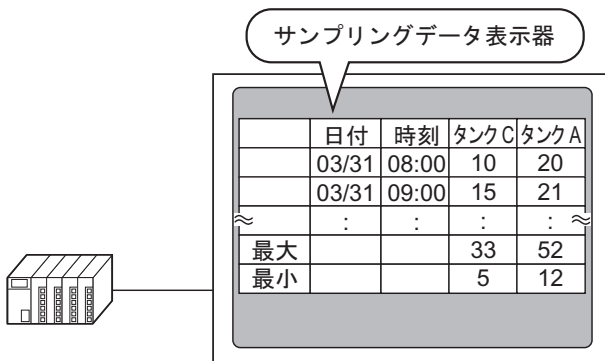 サンプリングデータ表示器
日付 時刻 タンクC タンクA
03/31 08:00 10 20
03/31 09:00 15 21
: : : :
最大 33 52
最小 5 12